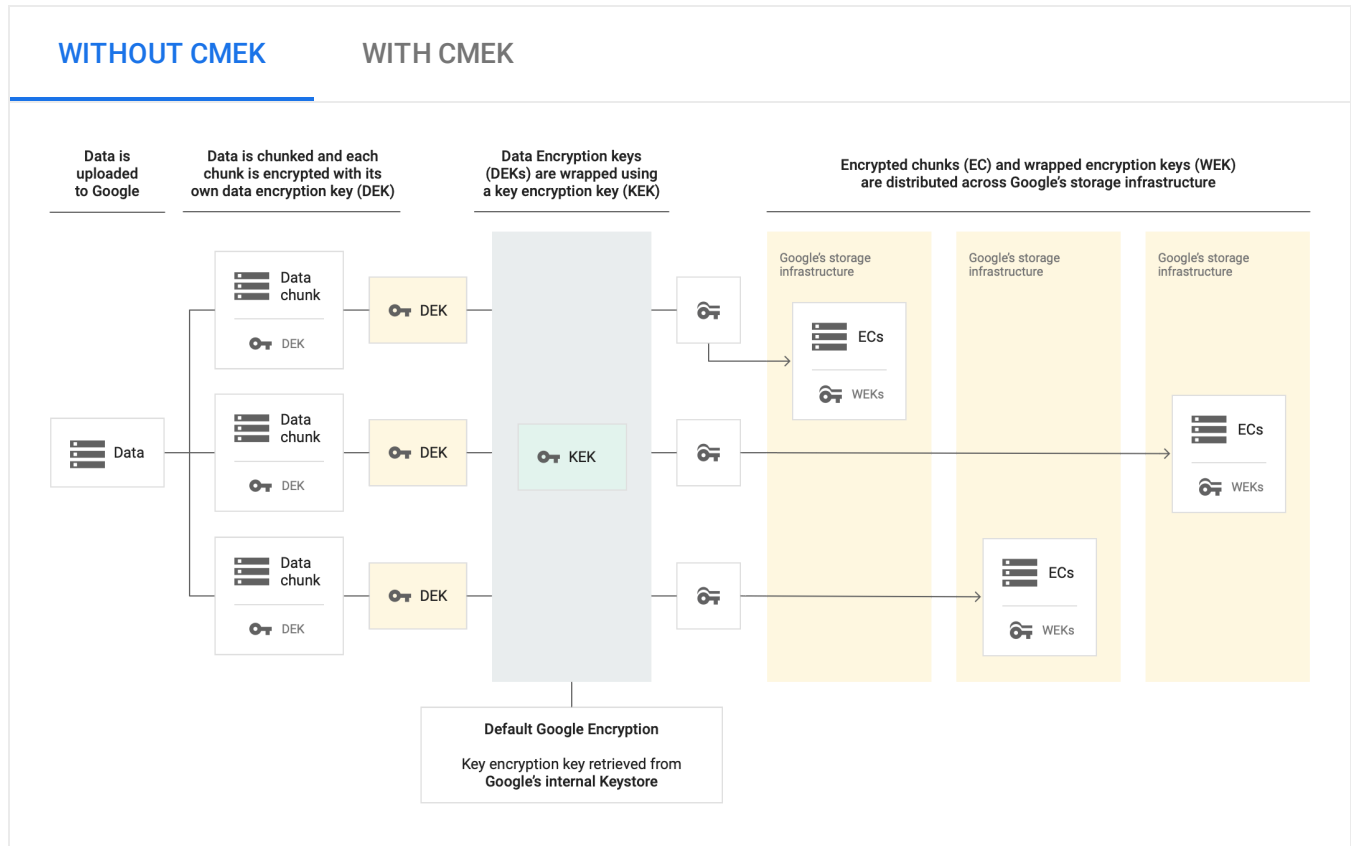 WITHOUT CMEK
WITH CMEK
Data is
uploaded
to Google
Data is chunked and each
chunk is encrypted with its
own data encryption key (DEK)
Data Encryption keys
(DEKs) are wrapped using
a key encryption key (KEK)
Encrypted chunks (EC) and wrapped encryption keys (WEK)
are distributed across Google’s storage infrastructure
Data
Data
chunk
DEK
DEK
Data
chunk
DEK
DEK
Data
chunk
DEK
DEK
KEK
Default Google Encryption
Key encryption key retrieved from
Google’s internal Keystore
Google’s storage
infrastructure
ECs
WEKs
Google’s storage
infrastructure
ECs
WEKs
Google’s storage
infrastructure
ECs
WEKs